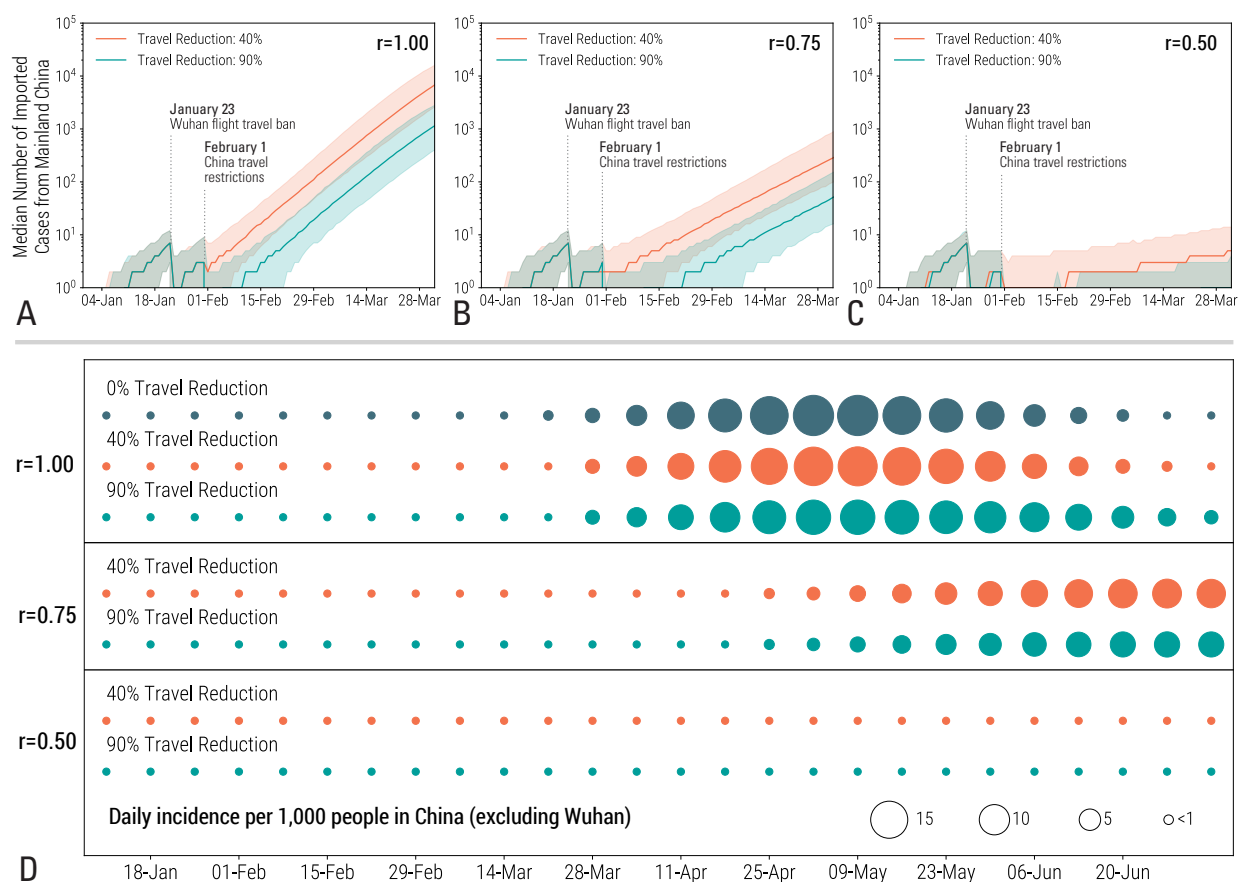 Median Number of Imported
Cases from Mainland China
10^5
10^4
10^3
10^2
10^1
10^0
Travel Reduction: 40%
Travel Reduction: 90%
r=1.00
January 23
Wuhan flight travel ban
February 1
China travel
restrictions
04-Jan 18-Jan 01-Feb 15-Feb 29-Feb 14-Mar 28-Mar
A
10^5
10^4
10^3
10^2
10^1
10^0
Travel Reduction: 40%
Travel Reduction: 90%
r=0.75
January 23
Wuhan flight travel ban
February 1
China travel restrictions
04-Jan 18-Jan 01-Feb 15-Feb 29-Feb 14-Mar 28-Mar
B
10^5
10^4
10^3
10^2
10^1
10^0
Travel Reduction: 40%
Travel Reduction: 90%
r=0.50
January 23
Wuhan flight travel ban
February 1
China travel restrictions
04-Jan 18-Jan 01-Feb 15-Feb 29-Feb 14-Mar 28-Mar
C
r=1.00
0% Travel Reduction
40% Travel Reduction
90% Travel Reduction
r=0.75
40% Travel Reduction
90% Travel Reduction
r=0.50
40% Travel Reduction
90% Travel Reduction
Daily incidence per 1,000 people in China (excluding Wuhan) 15 10 5 <1
D
18-Jan 01-Feb 15-Feb 29-Feb 14-Mar 28-Mar 11-Apr 25-Apr 09-May 23-May 06-Jun 20-Jun